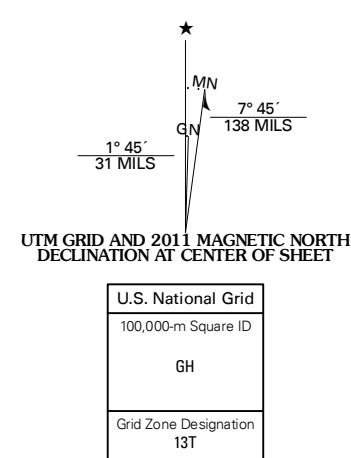 ★
MN
GN
7° 45´
138 MILS
1° 45´
31 MILS
UTM GRID AND 2011 MAGNETIC NORTH
DECLINATION AT CENTER OF SHEET
U.S. National Grid
100,000-m Square ID
GH
Grid Zone Designation
13T